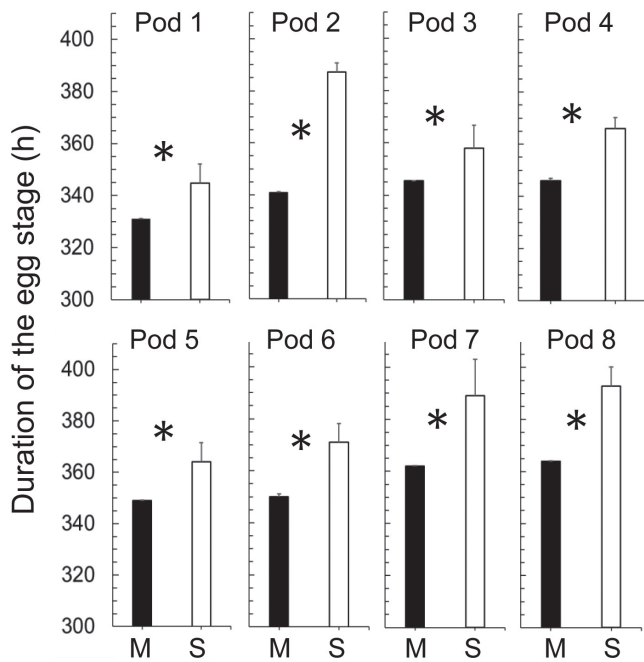 Duration of the egg stage (h)
Pod 1 Pod 2 Pod 3 Pod 4
400
380
360
340
320
300
* * * *
Pod 5 Pod 6 Pod 7 Pod 8
400
380
360
340
320
300
* * * *
M S M S M S M S